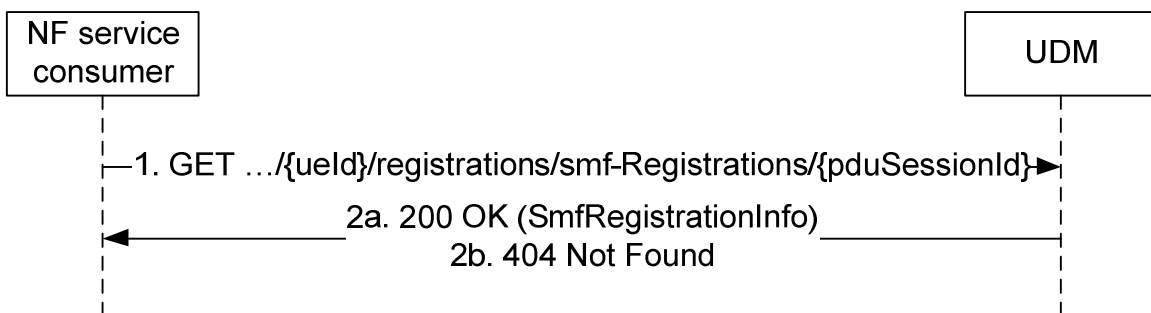 NF service
consumer
UDM
1. GET …/{ueId}/registrations/smf-Registrations/{pduSessionId}
2a. 200 OK (SmfRegistrationInfo)
2b. 404 Not Found